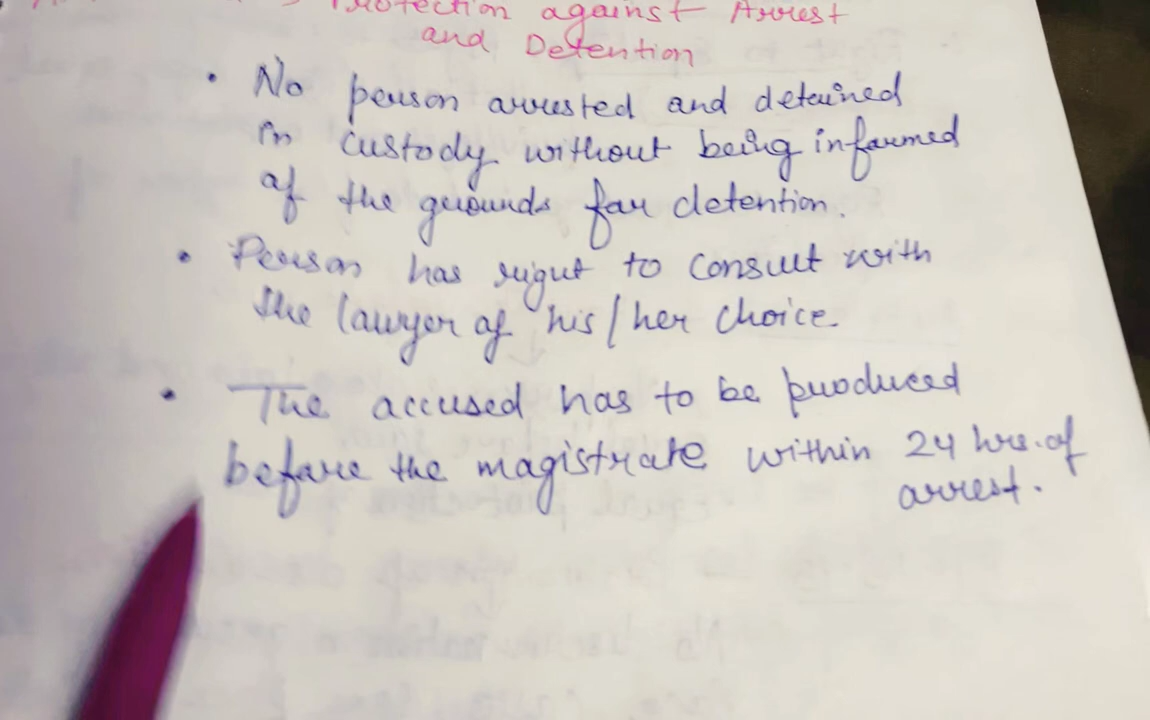 Protection against Arrest
and Detention
• No person arrested and detained
in custody without being informed
of the grounds for detention.
• Person has right to consult with
the lawyer of his/her choice
• The accused has to be produced
before the magistrate within 24 hrs. of
arrest.